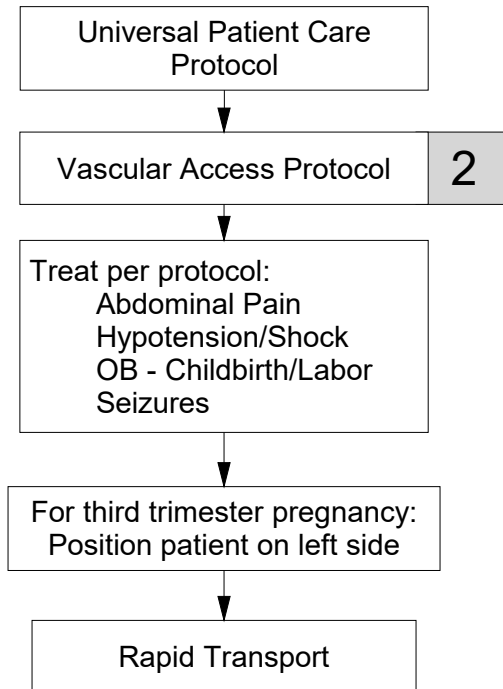 Universal Patient Care
Protocol
Vascular Access Protocol
2
Treat per protocol:
Abdominal Pain
Hypotension/Shock
OB - Childbirth/Labor
Seizures
For third trimester pregnancy:
Position patient on left side
Rapid Transport